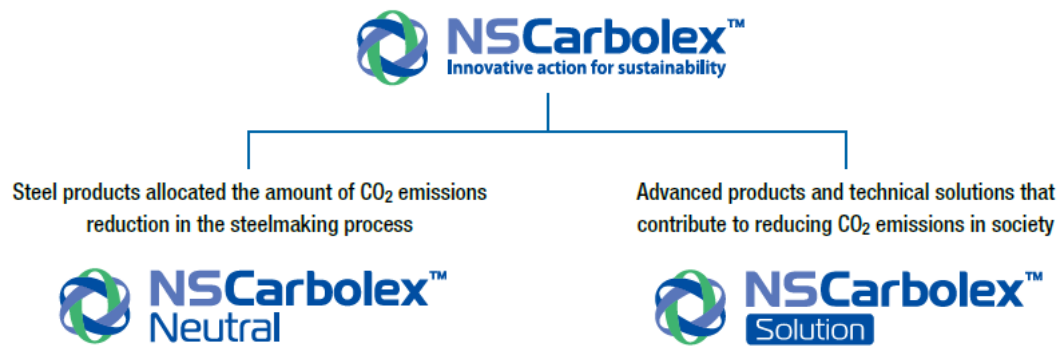 NSCarbolex™
Innovative action for sustainability
Steel products allocated the amount of CO₂ emissions
reduction in the steelmaking process
NSCarbolex™
Neutral
Advanced products and technical solutions that
contribute to reducing CO₂ emissions in society
NSCarbolex™
Solution